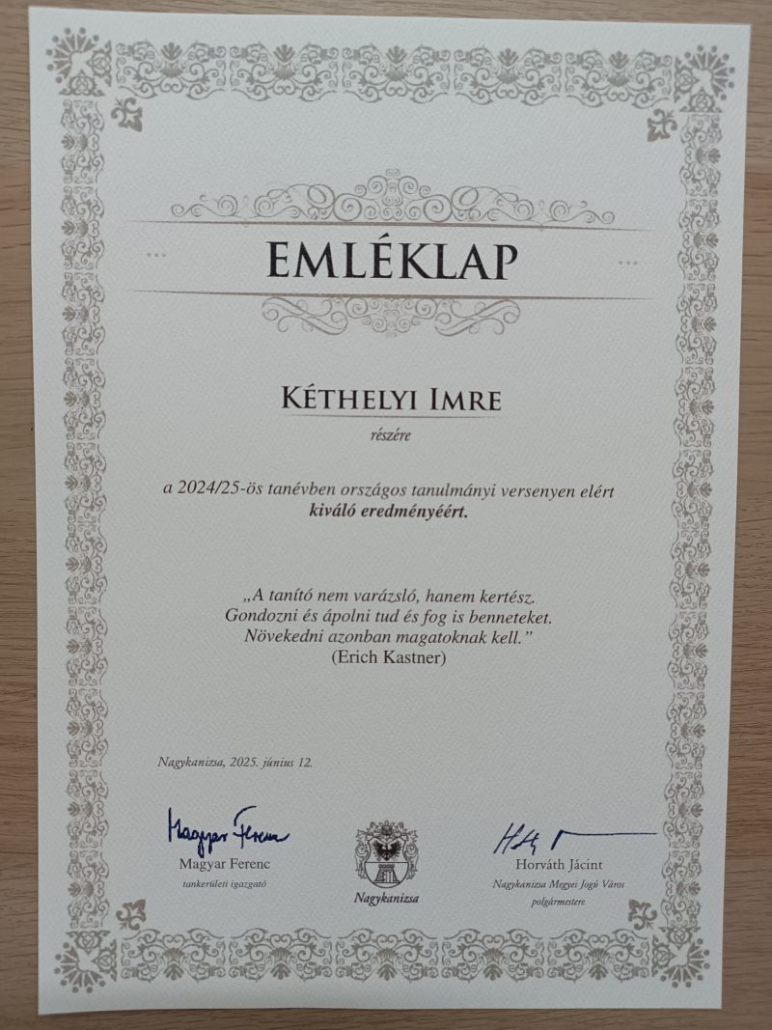 EMLÉKLAP
KÉTHELYI IMRE
részére
a 2024/25-ös tanévben országos tanulmányi versenyen elért
kiváló eredményéért.
„A tanító nem varázsló, hanem kertész.
Gondozni és ápolni tud és fog is benneteket.
Növekedni azonban magatoknak kell.”
(Erich Kastner)
Nagykanizsa, 2025. június 12.
Magyar Ferenc
Magyar Ferenc
tankerületi igazgató
Nagykanizsa
Horváth Jácint
Nagykanizsa Megyei Jogú Város
polgármestere